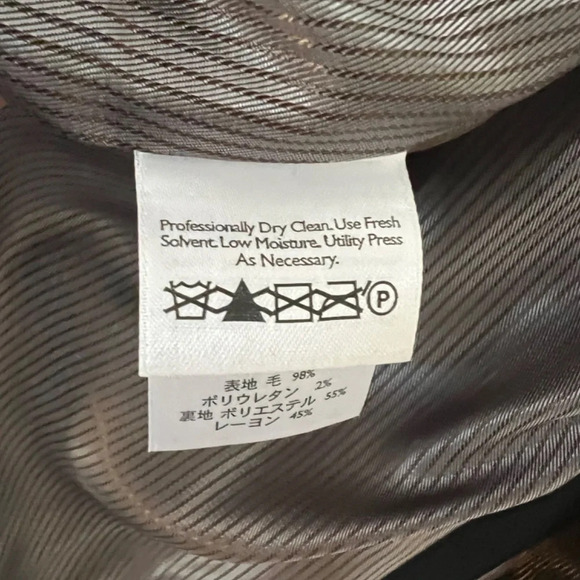 Professionally Dry Clean. Use Fresh
Solvent. Low Moisture. Utility Press
As Necessary.
P
表地 毛 98%
ポリウレタン 2%
裏地 ポリエステル 55%
レーヨン 45%